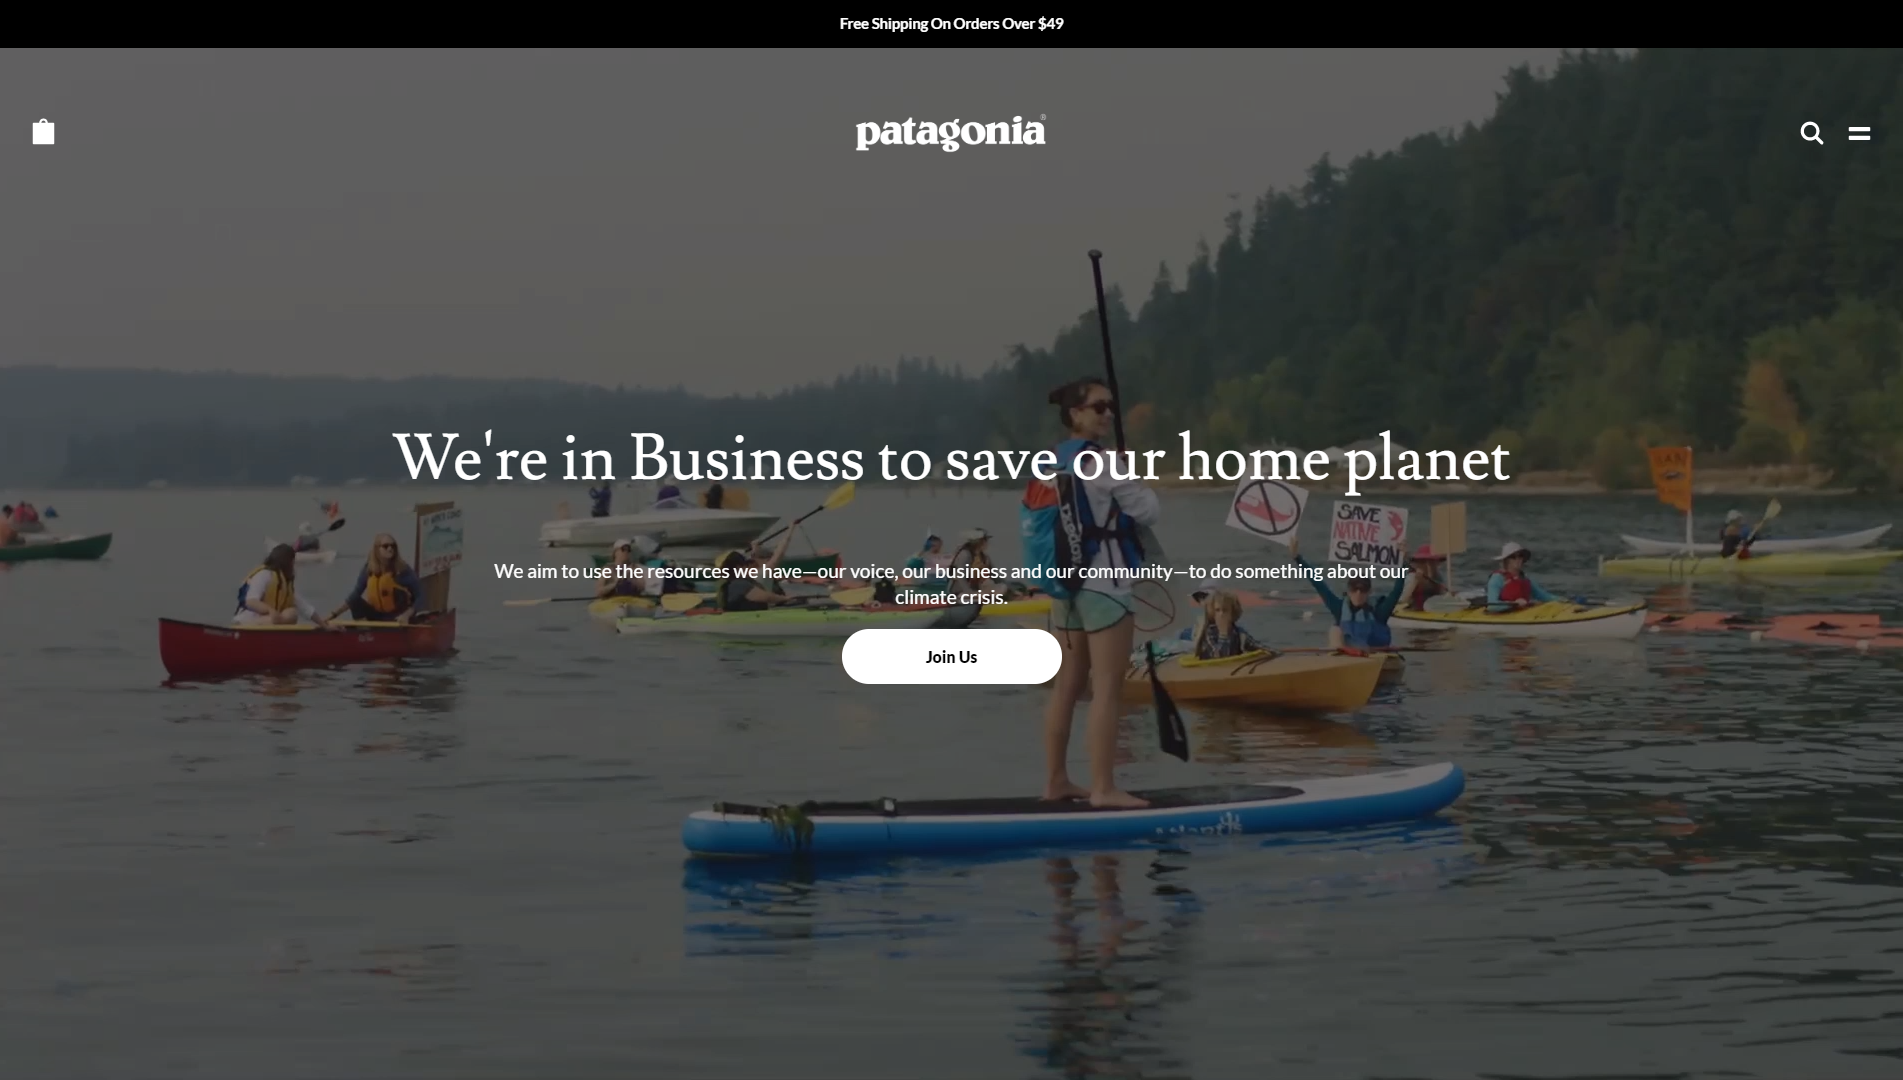 Free Shipping On Orders Over $49
patagonia®
We're in Business to save our home planet
SAVE
NATIVE
SALMON
We aim to use the resources we have—our voice, our business and our community—to do something about our
climate crisis.
Join Us